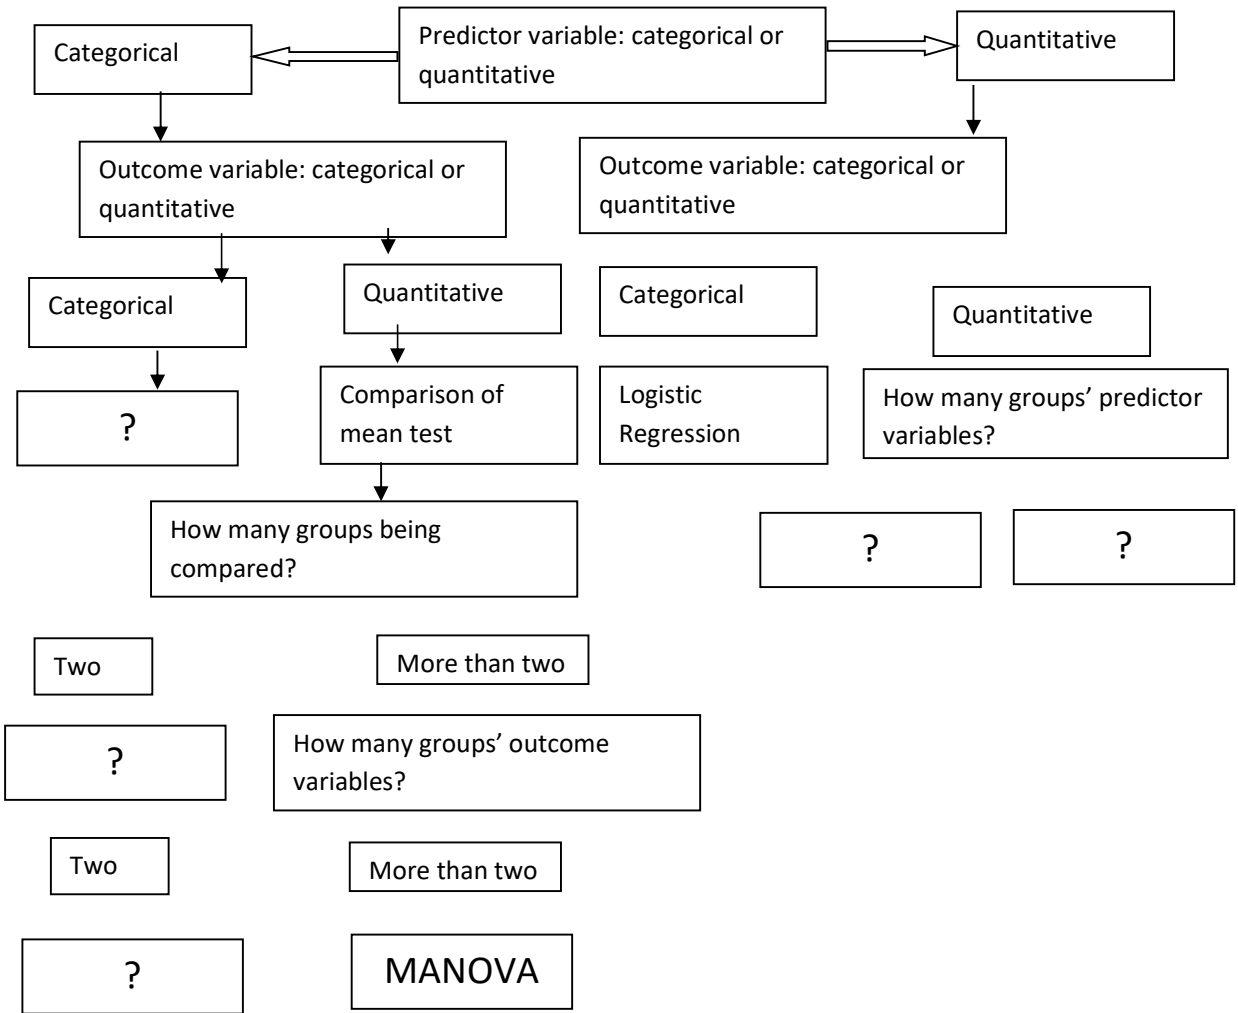 Categorical
Predictor variable: categorical or
quantitative
Quantitative
Outcome variable: categorical or
quantitative
Outcome variable: categorical or
quantitative
Categorical
Quantitative
Categorical
Quantitative
?
Comparison of
mean test
Logistic
Regression
How many groups’ predictor
variables?
How many groups being
compared?
?
?
Two
More than two
?
How many groups’ outcome
variables?
Two
More than two
?
MANOVA